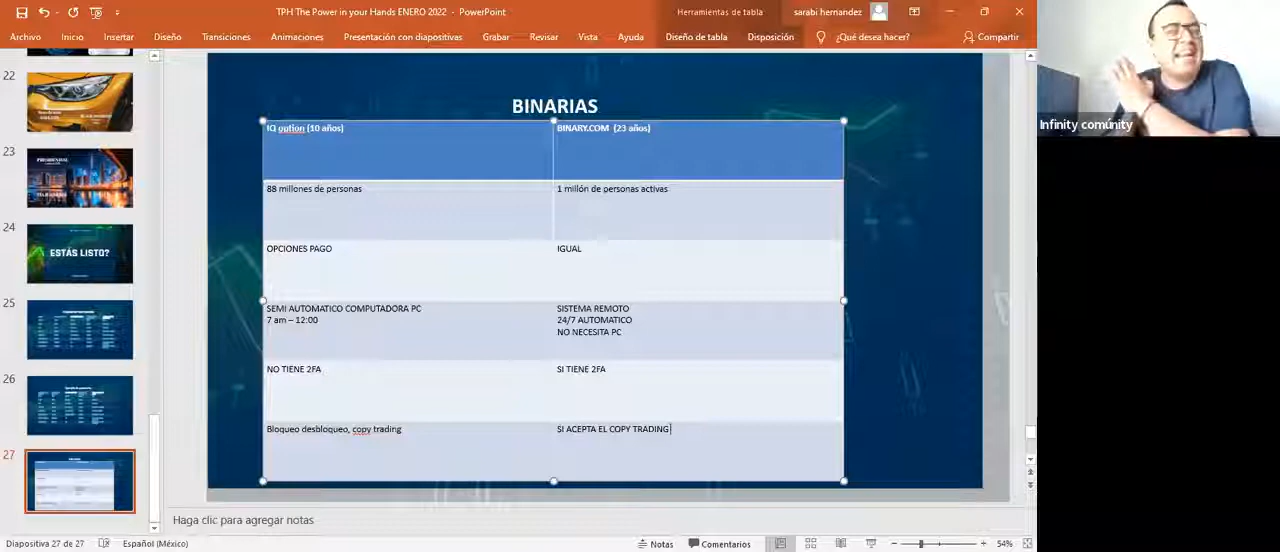 TPH The Power in your Hands ENERO 2022 - PowerPoint
Herramientas de tabla
sarabi hernandez
Archivo Inicio Insertar Diseño Transiciones Animaciones Presentación con diapositivas Grabar Revisar Vista Ayuda Diseño de tabla Disposición ¿Qué desea hacer? Compartir
22
23
24
ESTÁS LISTO?
25
26
27
BINARIAS
IQ option (10 años) BINARY.COM (23 años)
88 millones de personas 1 millón de personas activas
OPCIONES PAGO IGUAL
SEMI AUTOMATICO COMPUTADORA PC
7 am – 12:00
SISTEMA REMOTO
24/7 AUTOMATICO
NO NECESITA PC
NO TIENE 2FA SI TIENE 2FA
Bloqueo desbloqueo, copy trading SI ACEPTA EL COPY TRADING
Infinity comúnity
Haga clic para agregar notas
Diapositiva 27 de 27 Español (México) Notas Comentarios 54%